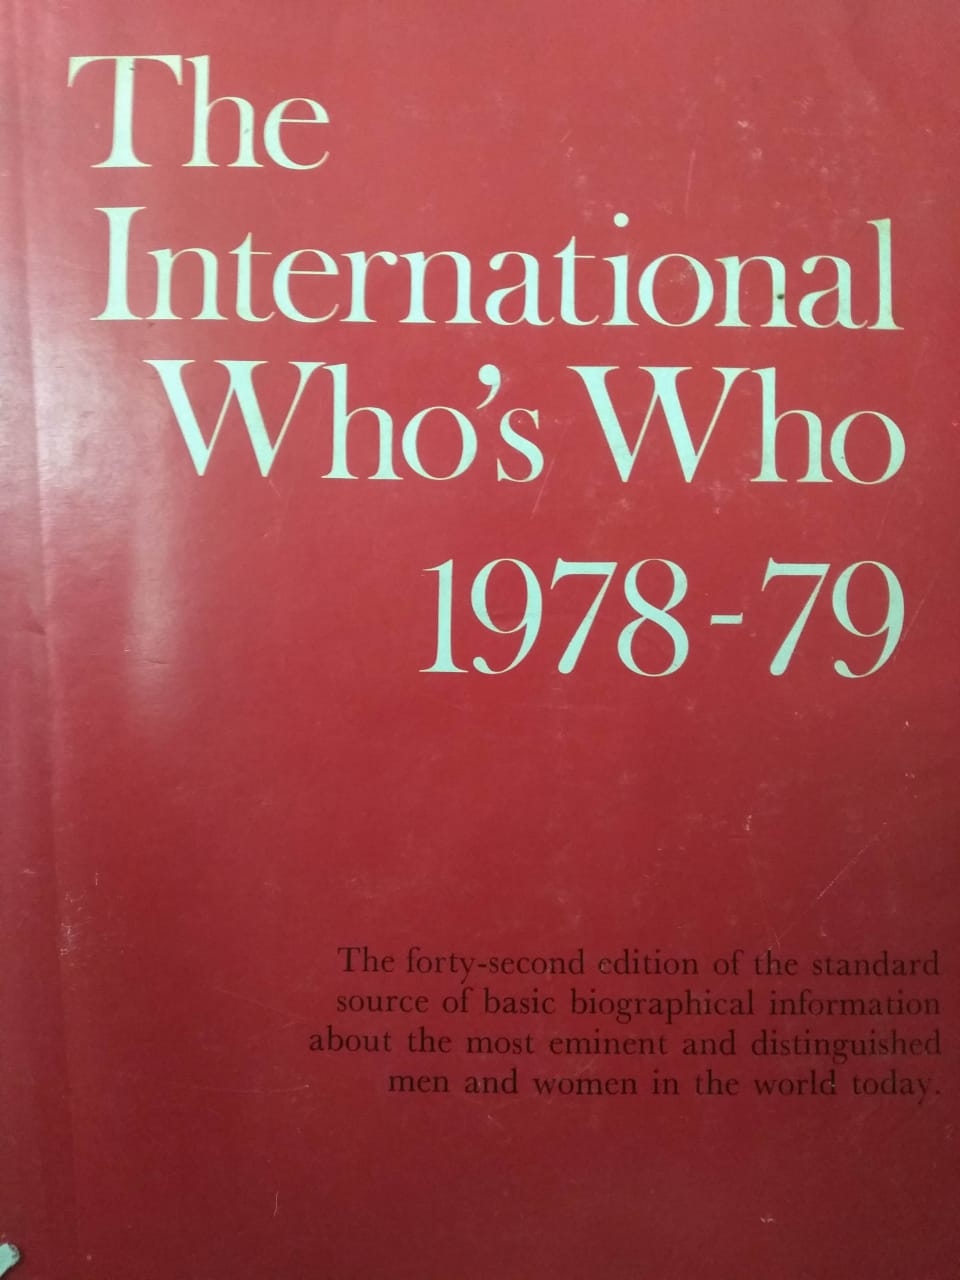 The
International
Who's Who
1978-79
The forty-second edition of the standard
source of basic biographical information
about the most eminent and distinguished
men and women in the world today.